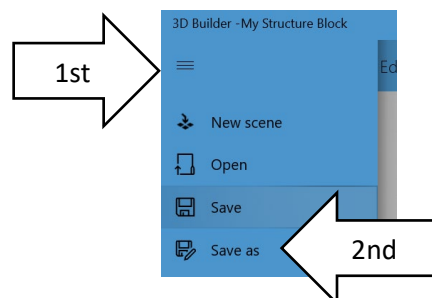 3D Builder -My Structure Block
1st
Ed
New scene
Open
Save
Save as
2nd